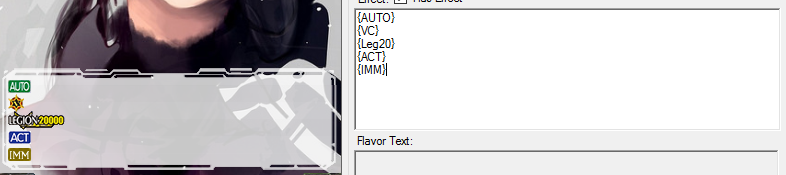 AUTO
LEGION 20000
ACT
IMM
Effect:
Has Effect
{AUTO}
{VC}
{Leg20}
{ACT}
{IMM}
Flavor Text: